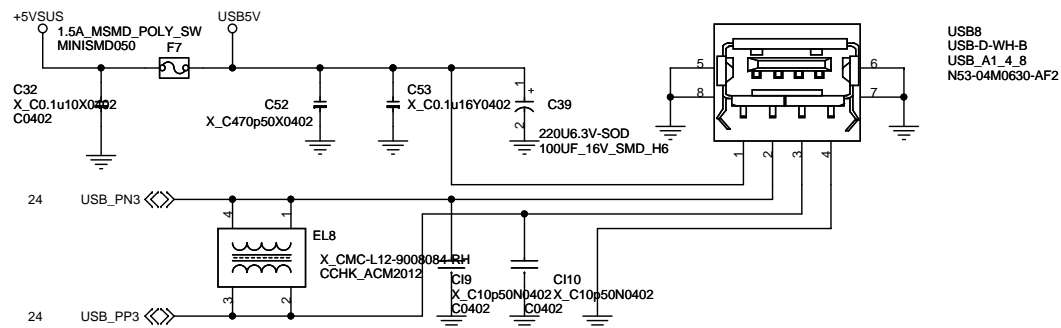 +5VSUS
1.5A_MSMD_POLY_SW
MINISMD050
F7
USB5V
C32
X_C0.1u10X0402
C0402
C52
X_C470p50X0402
C53
X_C0.1u16Y0402
1
+
2
C39
220U6.3V-SOD
100UF_16V_SMD_H6
5
8
6
7
1
2
3
4
USB8
USB-D-WH-B
USB_A1_4_8
N53-04M0630-AF2
24 USB_PN3
4
1
3
2
EL8
X_CMC-L12-9008084-RH
CCHK_ACM2012
CI9
X_C10p50N0402
C0402
CI10
X_C10p50N0402
C0402
24 USB_PP3